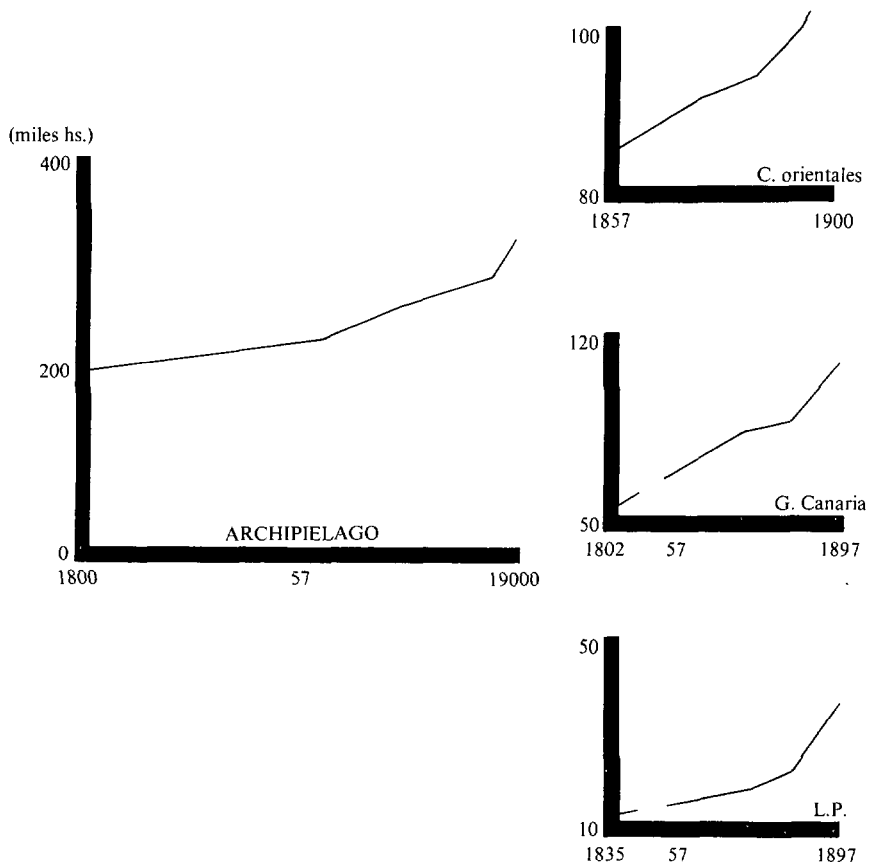 (miles hs.)
400
200
0
ARCHIPIELAGO
1800 57 19000
100
80
C. orientales
1857 1900
120
50
G. Canaria
1802 57 1897
50
10
L.P.
1835 57 1897